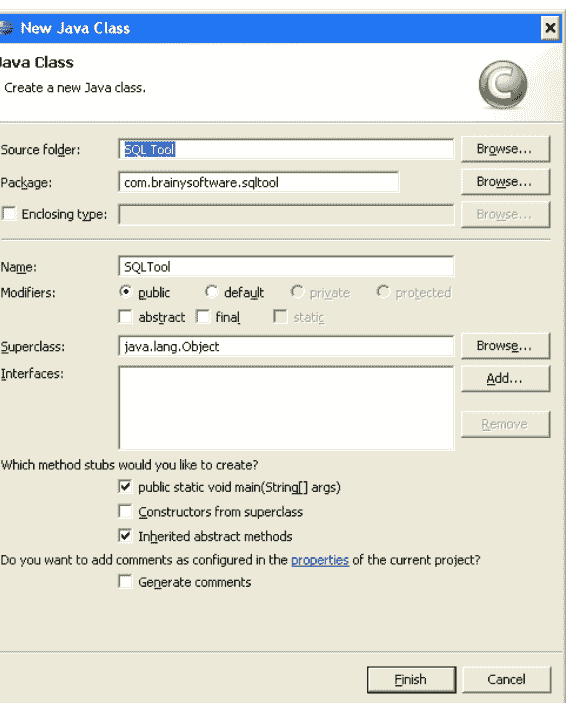 New Java Class
Java Class
Create a new Java class.
Source folder: SQL Tool Browse...
Package: com.brainysoftware.sqltool Browse...
Enclosing type: Browse...
Name: SQLTool
Modifiers: public default private protected
abstract final static
Superclass: java.lang.Object Browse...
Interfaces: Add...
Remove
Which method stubs would you like to create?
public static void main(String[] args)
Constructors from superclass
Inherited abstract methods
Do you want to add comments as configured in the properties of the current project?
Generate comments
Finish Cancel